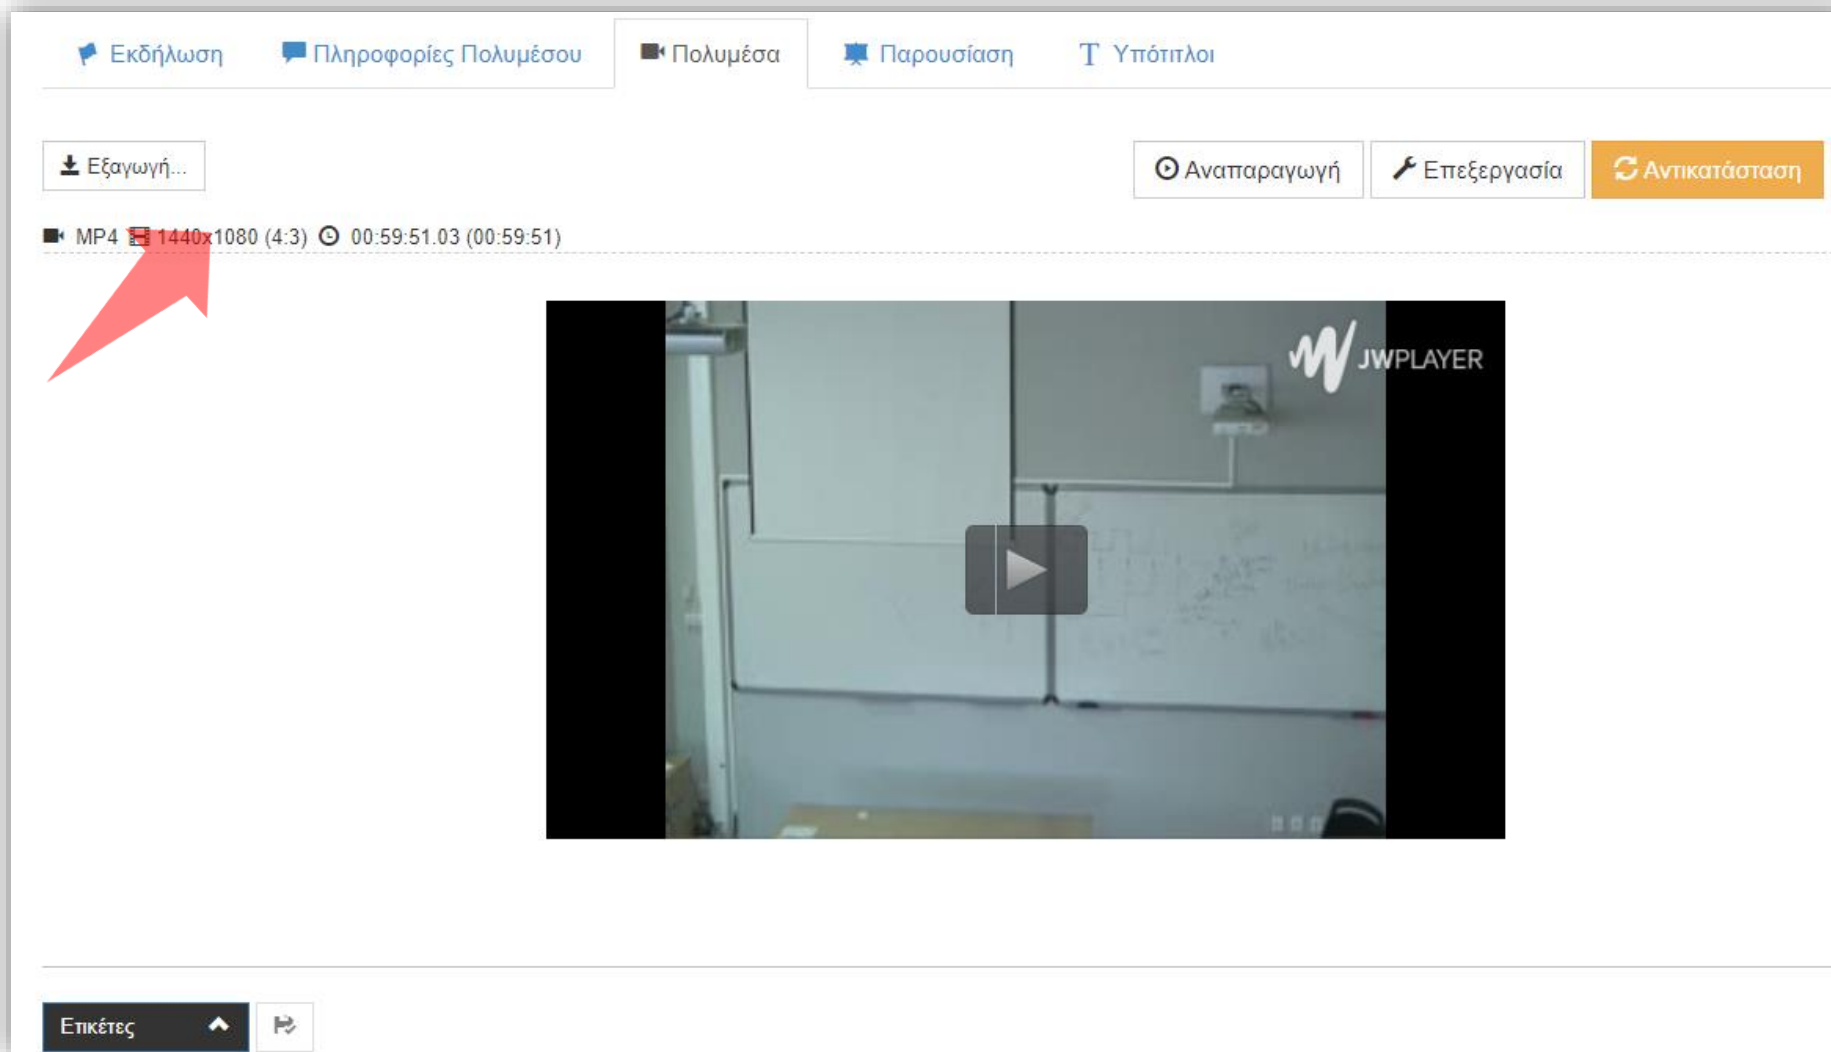 Εκδήλωση Πληροφορίες Πολυμέσου Πολυμέσα Παρουσίαση Υπότιτλοι
Εξαγωγή... Αναπαραγωγή Επεξεργασία Αντικατάσταση
MP4 1440x1080 (4:3) 00:59:51.03 (00:59:51)
JWPLAYER
Ετικέτες